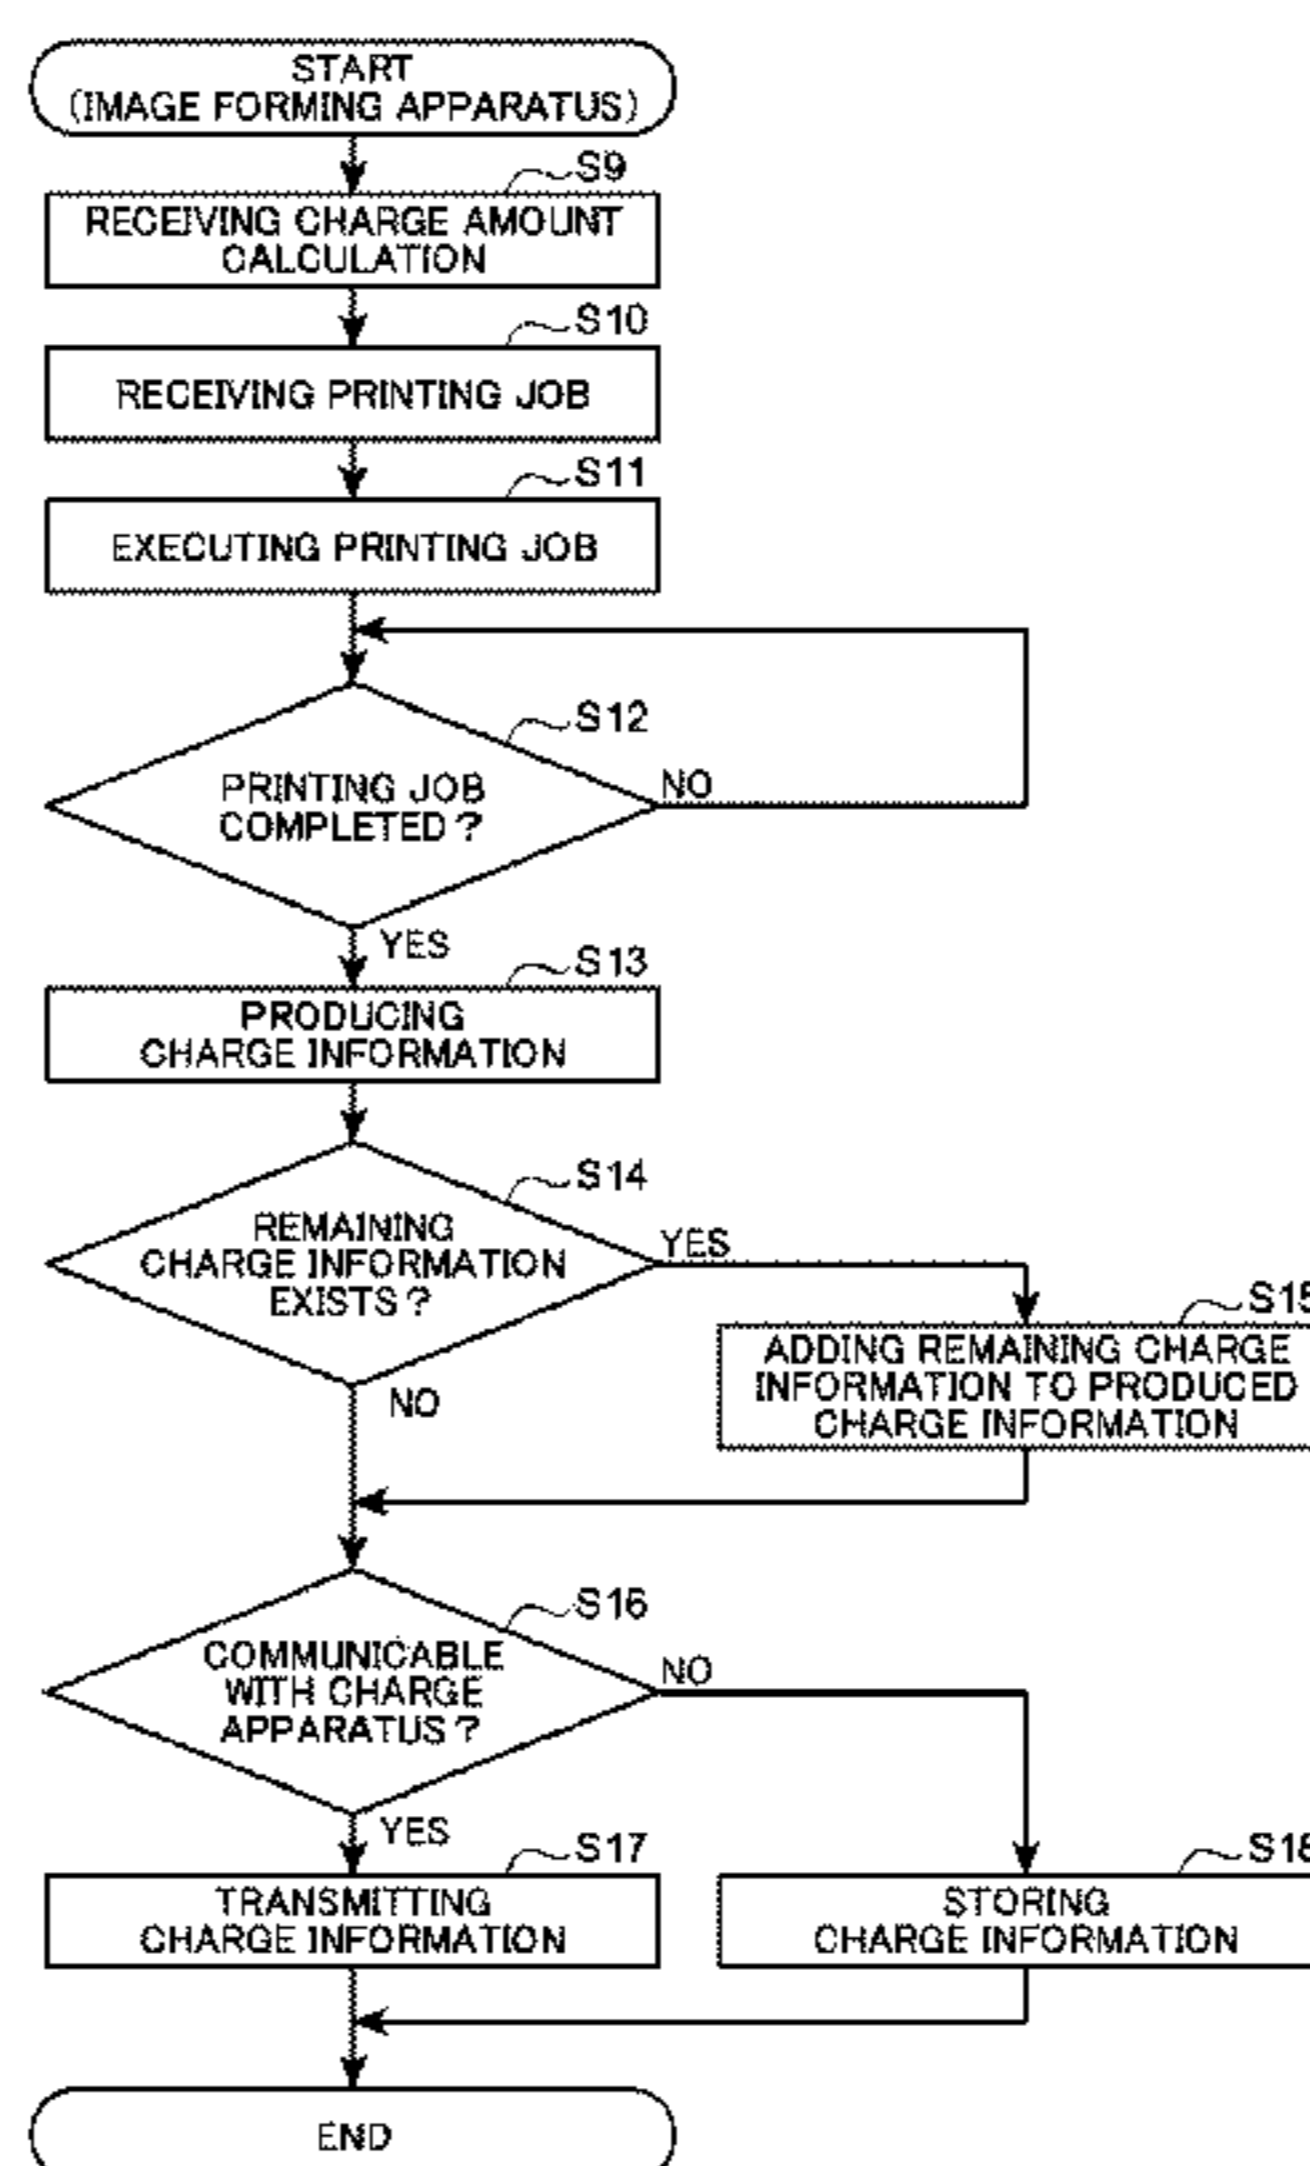 START
(IMAGE FORMING APPARATUS)
S9
RECEIVING CHARGE AMOUNT
CALCULATION
S10
RECEIVING PRINTING JOB
S11
EXECUTING PRINTING JOB
S12
PRINTING JOB
COMPLETED?
NO
YES
S13
PRODUCING
CHARGE INFORMATION
S14
REMAINING
CHARGE INFORMATION
EXISTS?
YES
NO
S15
ADDING REMAINING CHARGE
INFORMATION TO PRODUCED
CHARGE INFORMATION
S16
COMMUNICABLE
WITH CHARGE
APPARATUS?
NO
YES
S17
TRANSMITTING
CHARGE INFORMATION
S18
STORING
CHARGE INFORMATION
END